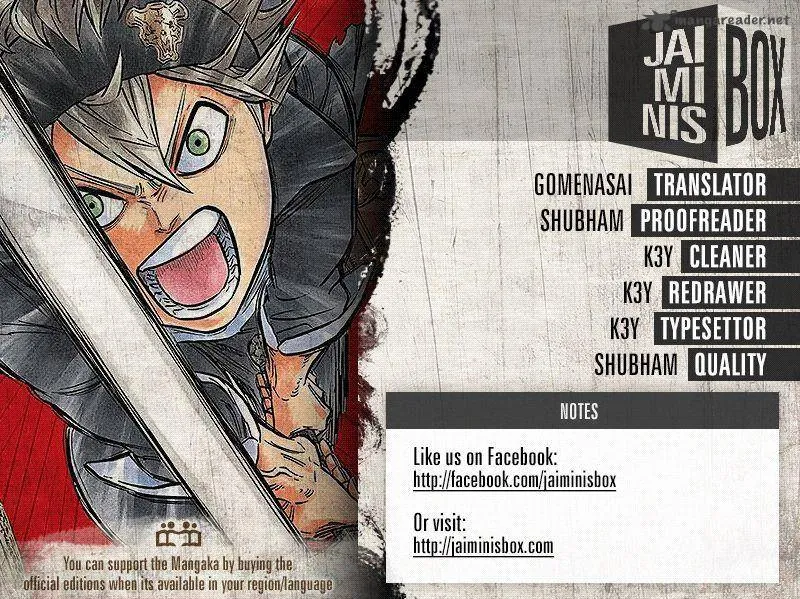 mangareader.net
JAI
MI
NIS
BOX
GOMENASAI TRANSLATOR
SHUBHAM PROOFREADER
K3Y CLEANER
K3Y REDRAWER
K3Y TYPESETTOR
SHUBHAM QUALITY
NOTES
Like us on Facebook:
http://facebook.com/jaiminisbox
Or visit:
http://jaiminisbox.com
You can support the Mangaka by buying the
official editions when its available in your region/language